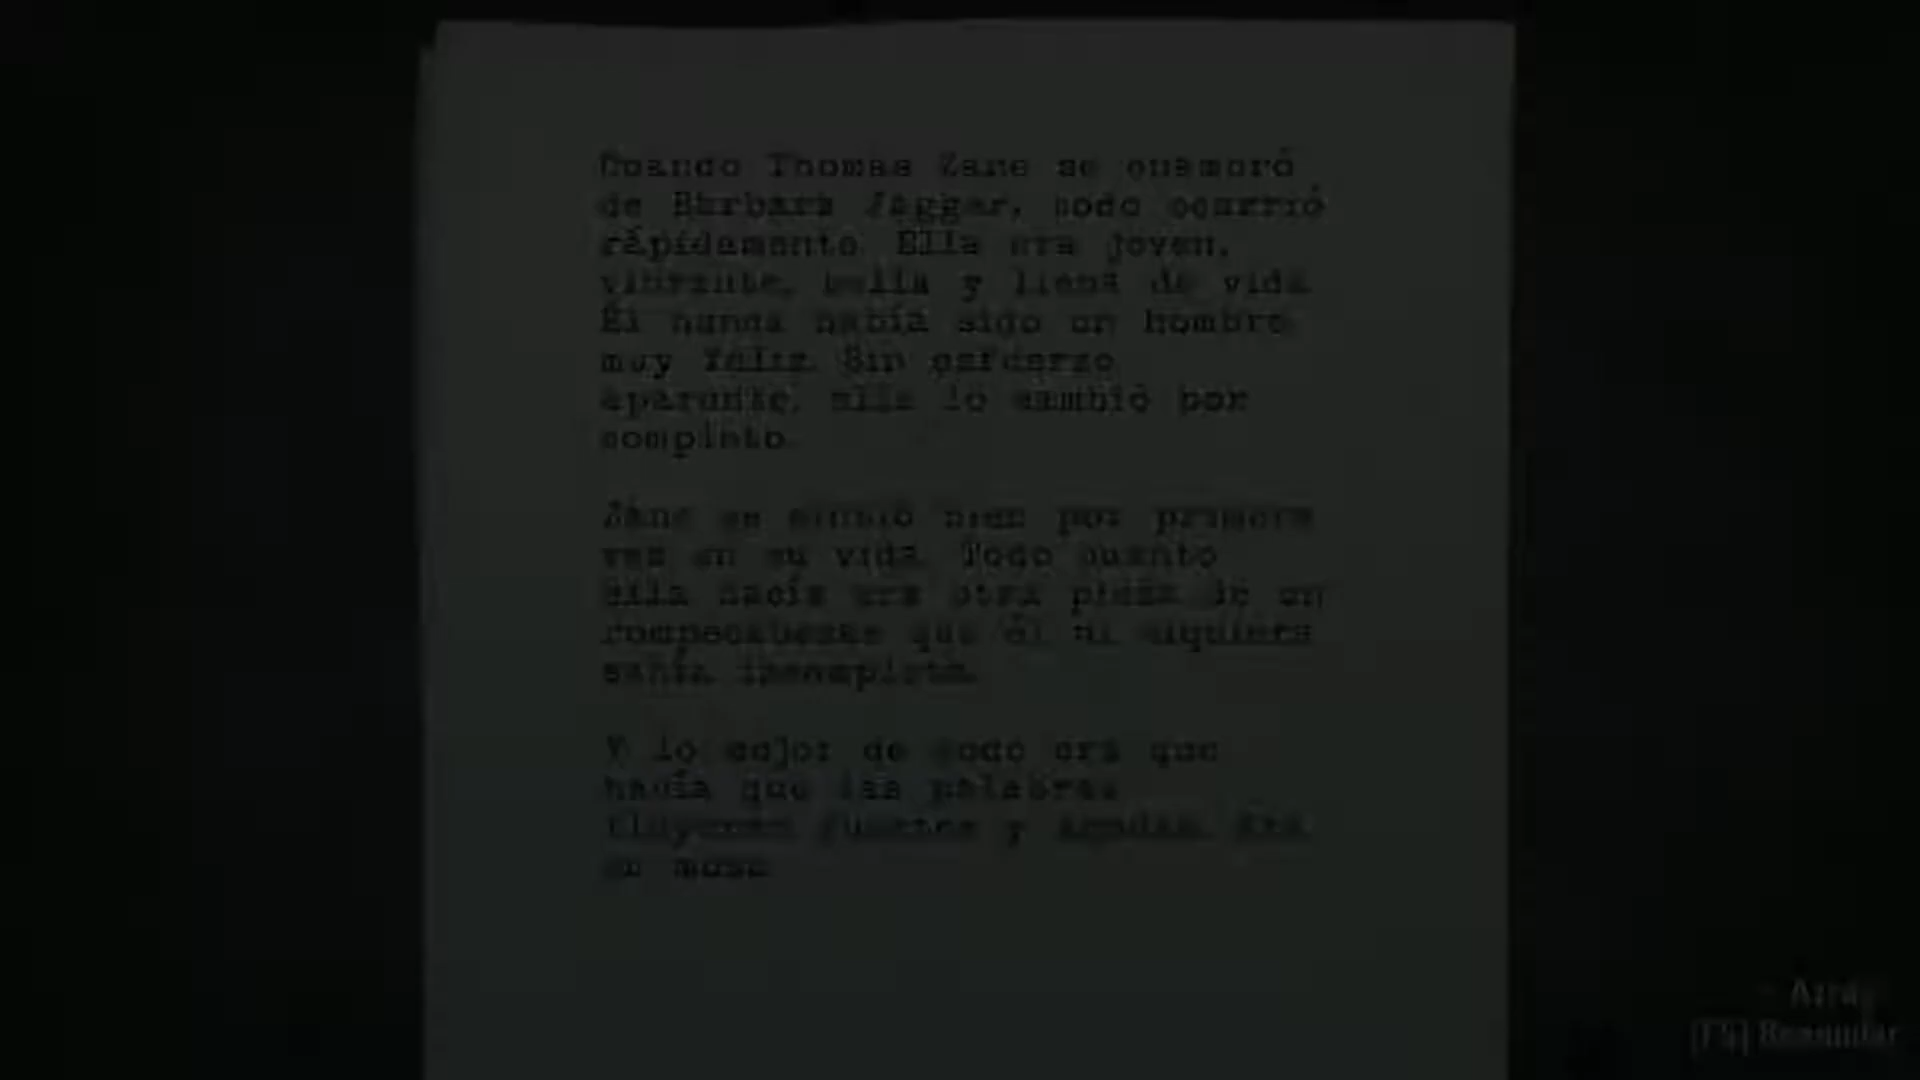 Cuando Thomas Zane se enamoró
de Barbara Jagger, todo ocurrió
rápidamente. Ella era joven,
vibrante, bella y llena de vida.
Él nunca había sido un hombre
muy feliz. Sin esfuerzo
aparente, ella lo cambió por
completo.
Zane se sintió bien por primera
vez en su vida. Todo cuanto
ella hacía era otra pieza de un
rompecabezas que él ni siquiera
sabía incompleto.
Y lo mejor de todo era que
hacía que las palabras
fluyeran fuertes y agudas. Era
su musa.
[ES] Reanudar